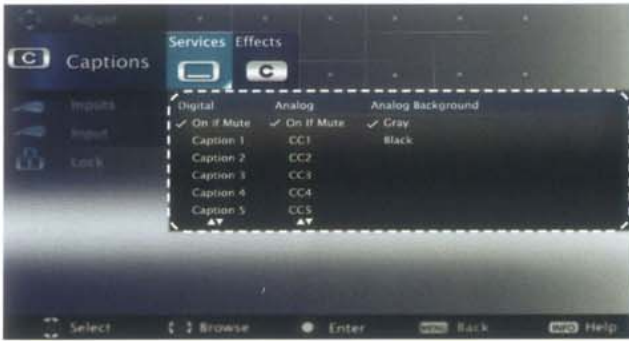 Adjust
Services Effects
C Captions
C
Inputs
Digital Analog Analog Background
✓ On If Mute ✓ On If Mute ✓ Gray
Input
Caption 1 CC1 Black
Caption 2 CC2
Lock
Caption 3 CC3
Caption 4 CC4
Caption 5 CC5
Select Browse Enter MENU Back INFO Help